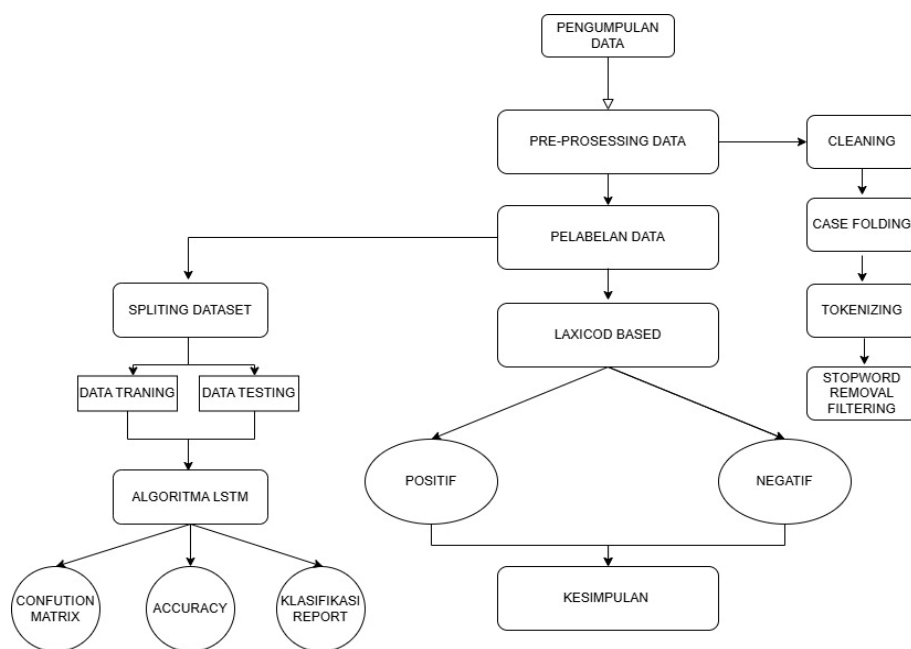 PENGUMPULAN
DATA
PRE-PROSESSING DATA
CLEANING
CASE FOLDING
PELABELAN DATA
SPLITING DATASET
LAXICOD BASED
TOKENIZING
DATA TRANING
DATA TESTING
STOPWORD
REMOVAL
FILTERING
POSITIF
NEGATIF
ALGORITMA LSTM
CONFUTION
MATRIX
ACCURACY
KLASIFIKASI
REPORT
KESIMPULAN